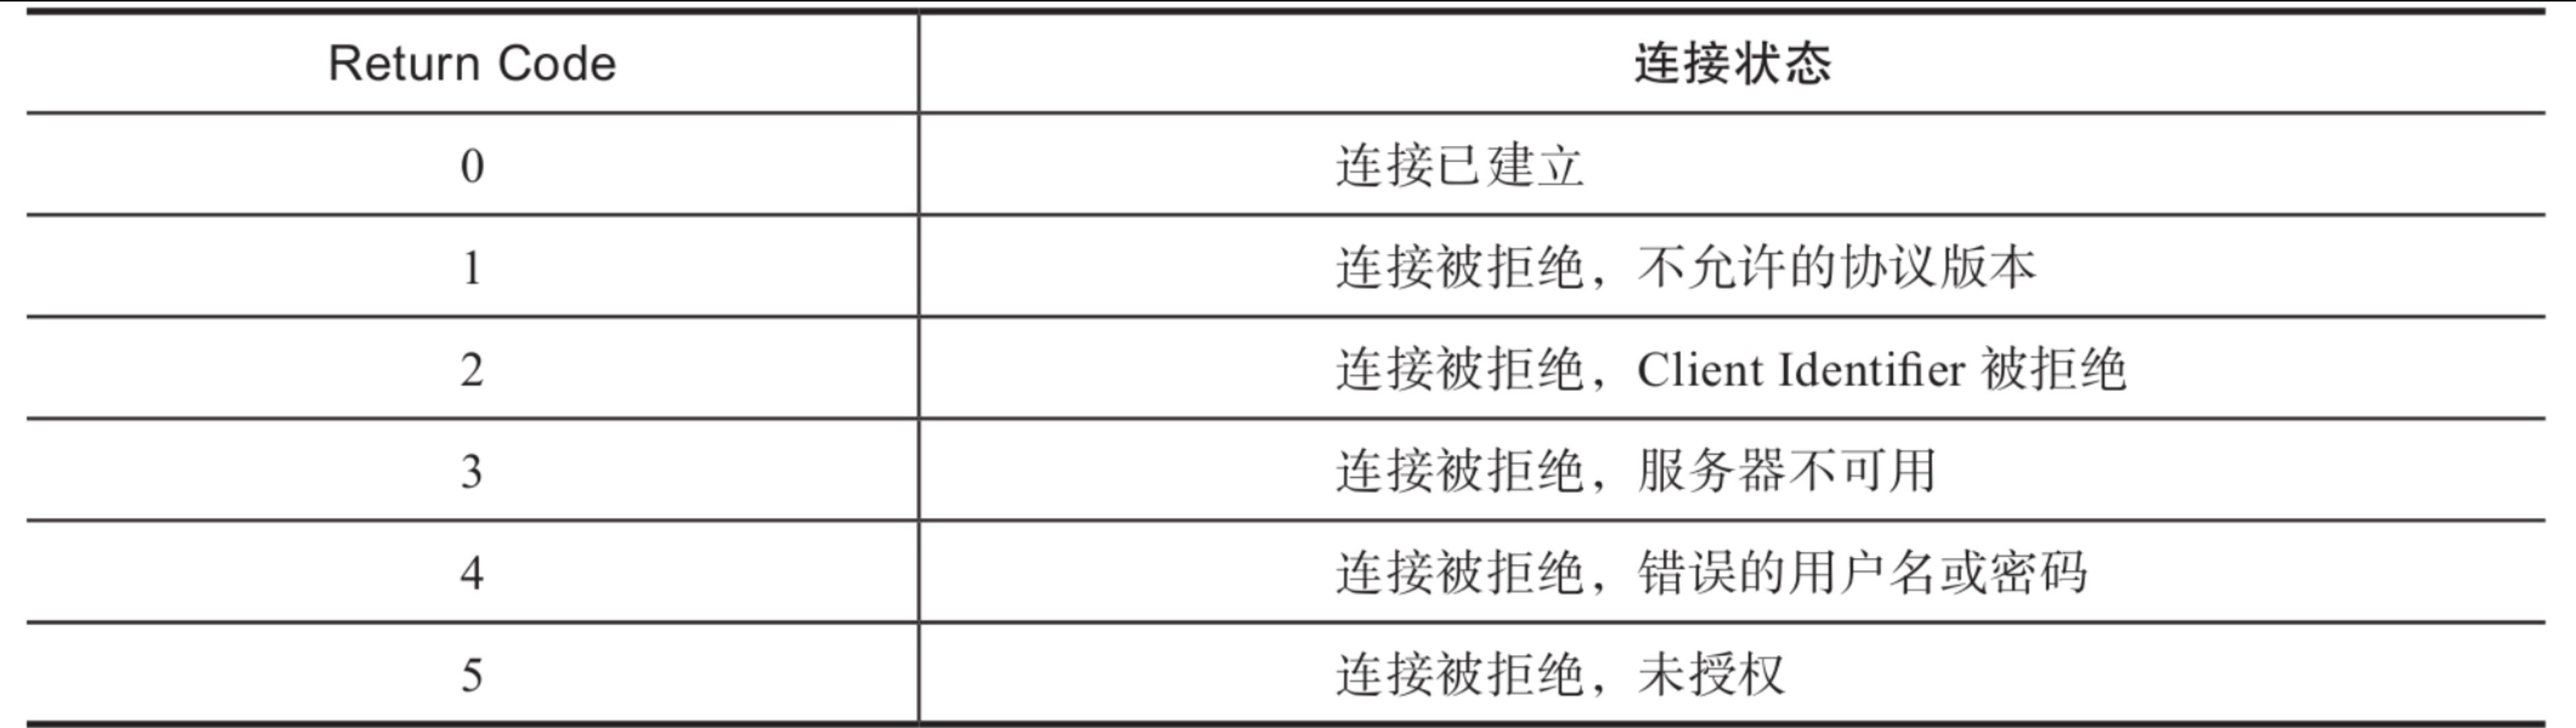 Return Code 连接状态
0 连接已建立
1 连接被拒绝，不允许的协议版本
2 连接被拒绝，Client Identifier 被拒绝
3 连接被拒绝，服务器不可用
4 连接被拒绝，错误的用户名或密码
5 连接被拒绝，未授权